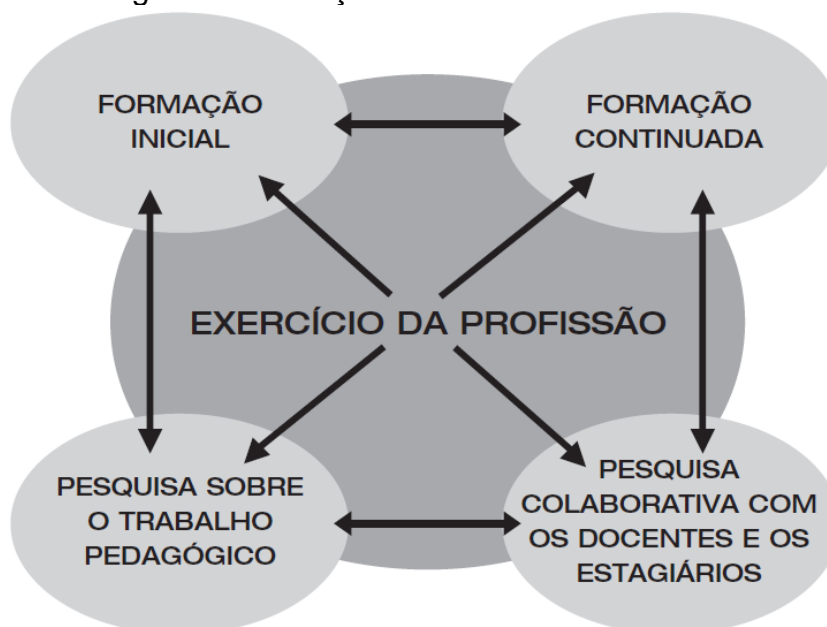 FORMAÇÃO
INICIAL
FORMAÇÃO
CONTINUADA
EXERCÍCIO DA PROFISSÃO
PESQUISA SOBRE
O TRABALHO
PEDAGÓGICO
PESQUISA
COLABORATIVA COM
OS DOCENTES E OS
ESTAGIÁRIOS